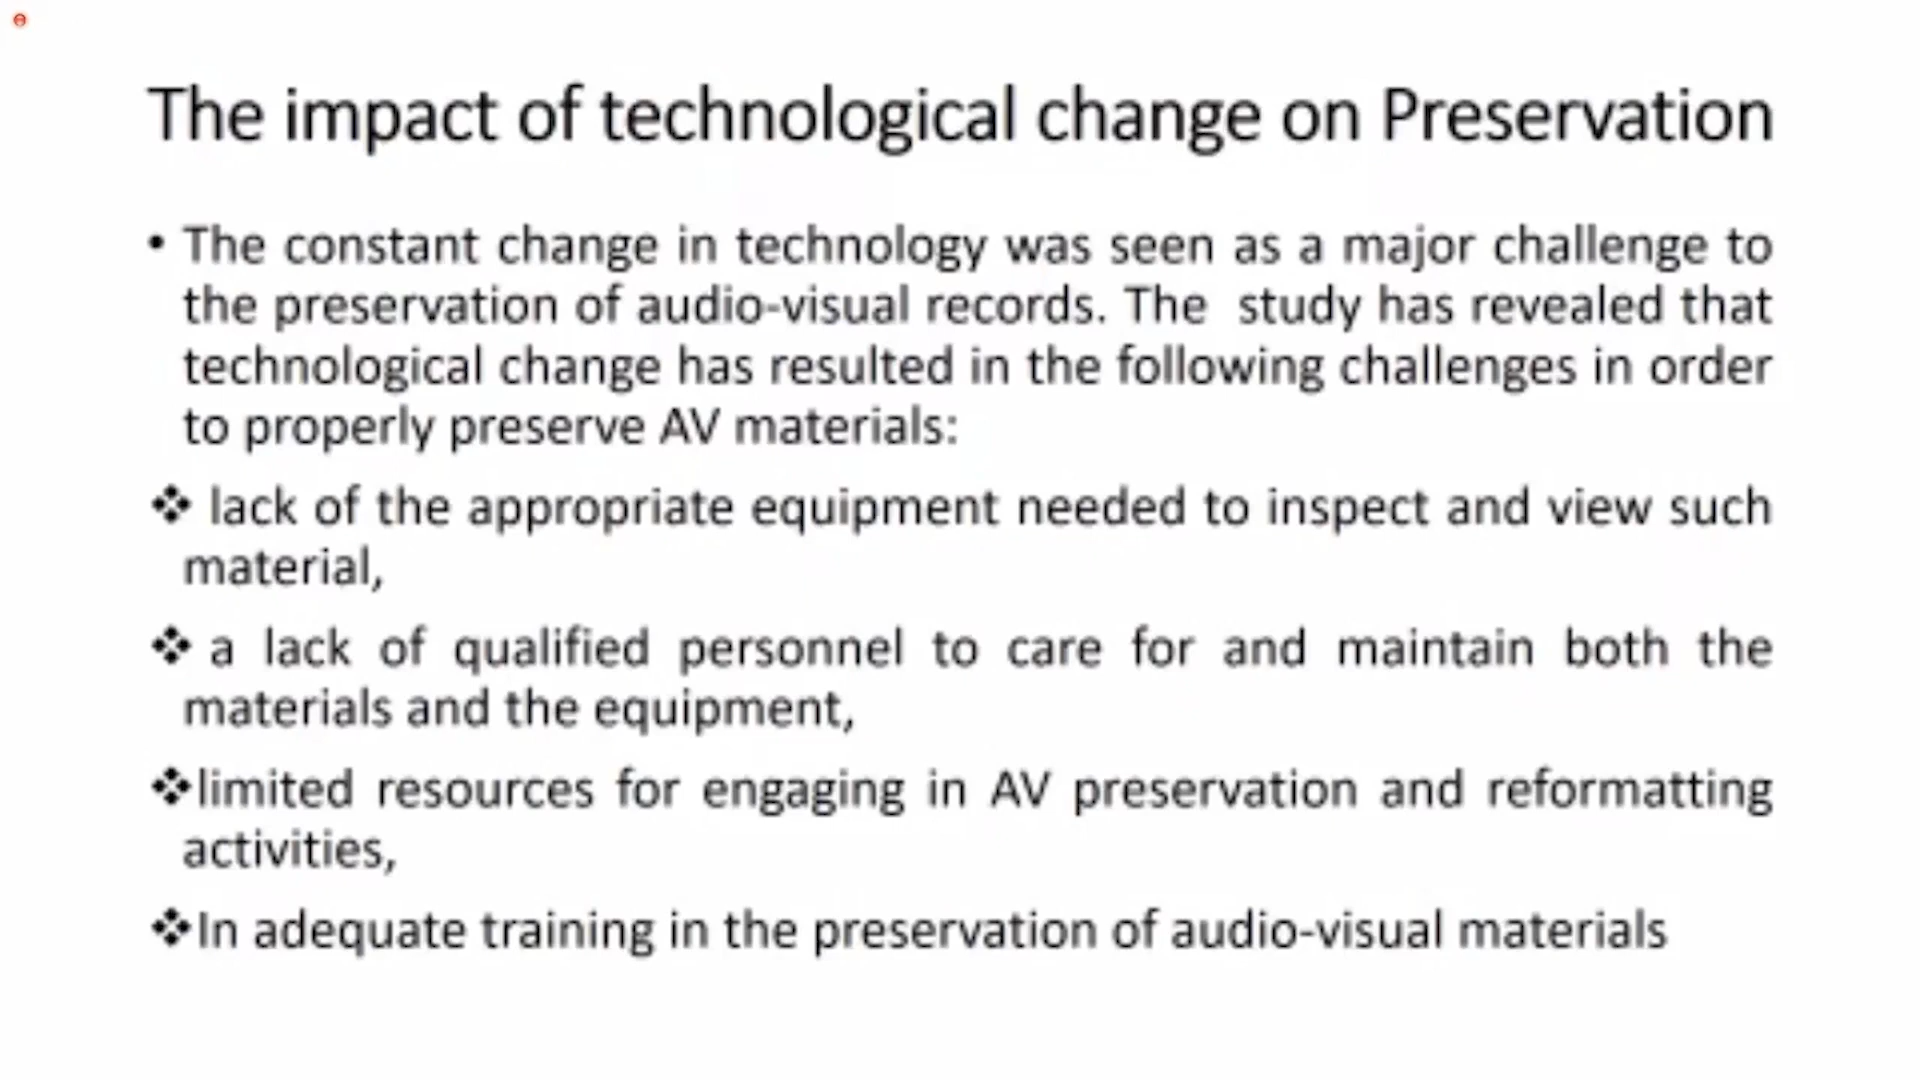 The impact of technological change on Preservation
• The constant change in technology was seen as a major challenge to
the preservation of audio-visual records. The study has revealed that
technological change has resulted in the following challenges in order
to properly preserve AV materials:
❖ lack of the appropriate equipment needed to inspect and view such
material,
❖ a lack of qualified personnel to care for and maintain both the
materials and the equipment,
❖limited resources for engaging in AV preservation and reformatting
activities,
❖In adequate training in the preservation of audio-visual materials